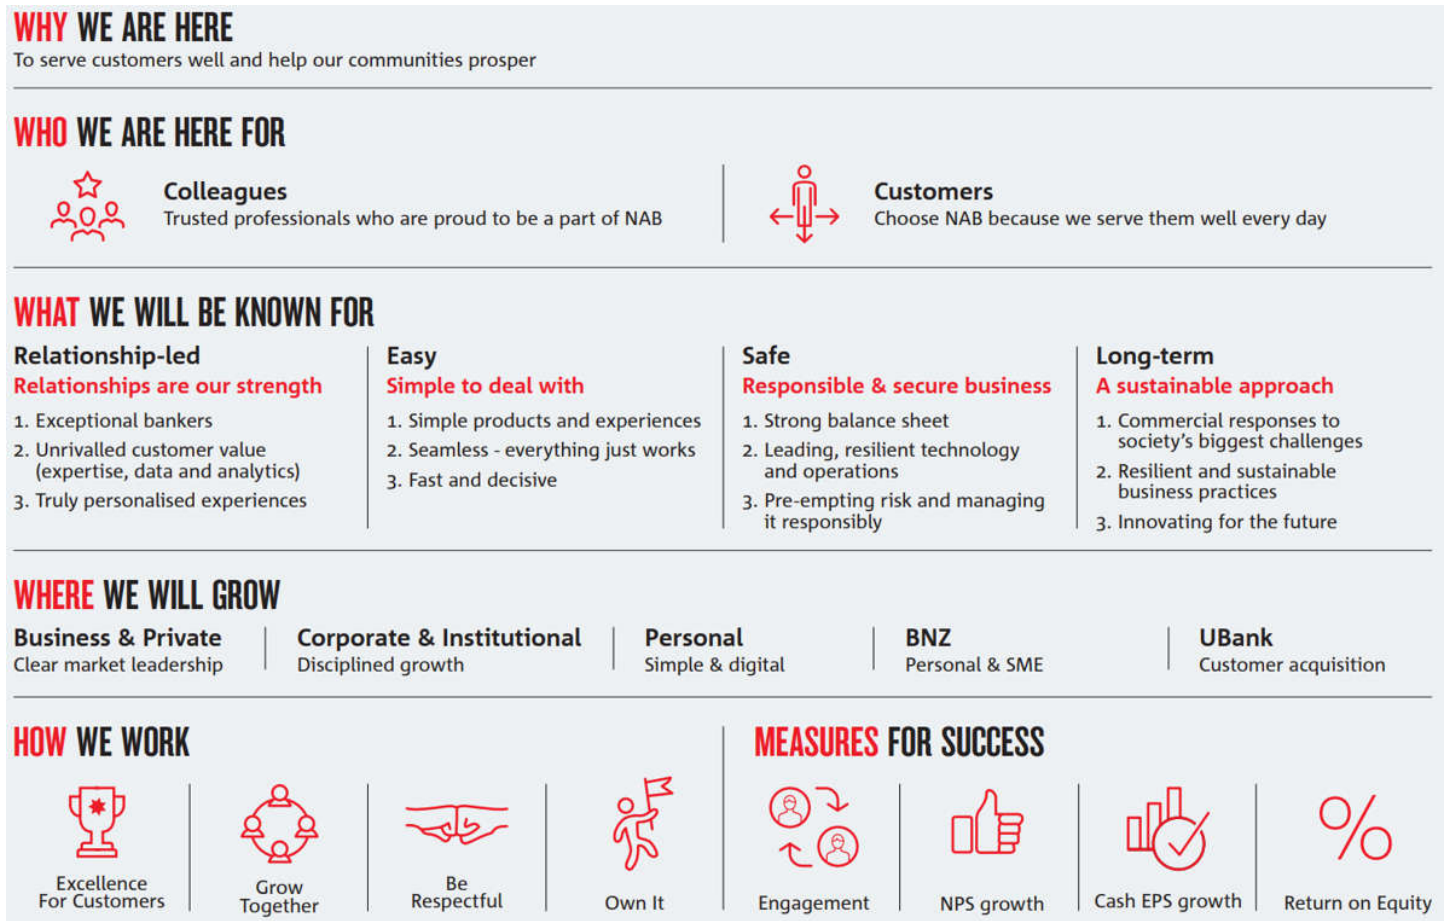 WHY WE ARE HERE
To serve customers well and help our communities prosper
WHO WE ARE HERE FOR
Colleagues
Trusted professionals who are proud to be a part of NAB
Customers
Choose NAB because we serve them well every day
WHAT WE WILL BE KNOWN FOR
Relationship-led
Relationships are our strength
1. Exceptional bankers
2. Unrivalled customer value
(expertise, data and analytics)
3. Truly personalised experiences
Easy
Simple to deal with
1. Simple products and experiences
2. Seamless - everything just works
3. Fast and decisive
Safe
Responsible & secure business
1. Strong balance sheet
2. Leading, resilient technology
and operations
3. Pre-empting risk and managing
it responsibly
Long-term
A sustainable approach
1. Commercial responses to
society's biggest challenges
2. Resilient and sustainable
business practices
3. Innovating for the future
WHERE WE WILL GROW
Business & Private
Clear market leadership
Corporate & Institutional
Disciplined growth
Personal
Simple & digital
BNZ
Personal & SME
UBank
Customer acquisition
HOW WE WORK
Excellence
For Customers
Grow
Together
Be
Respectful
Own It
MEASURES FOR SUCCESS
Engagement
NPS growth
Cash EPS growth
%
Return on Equity